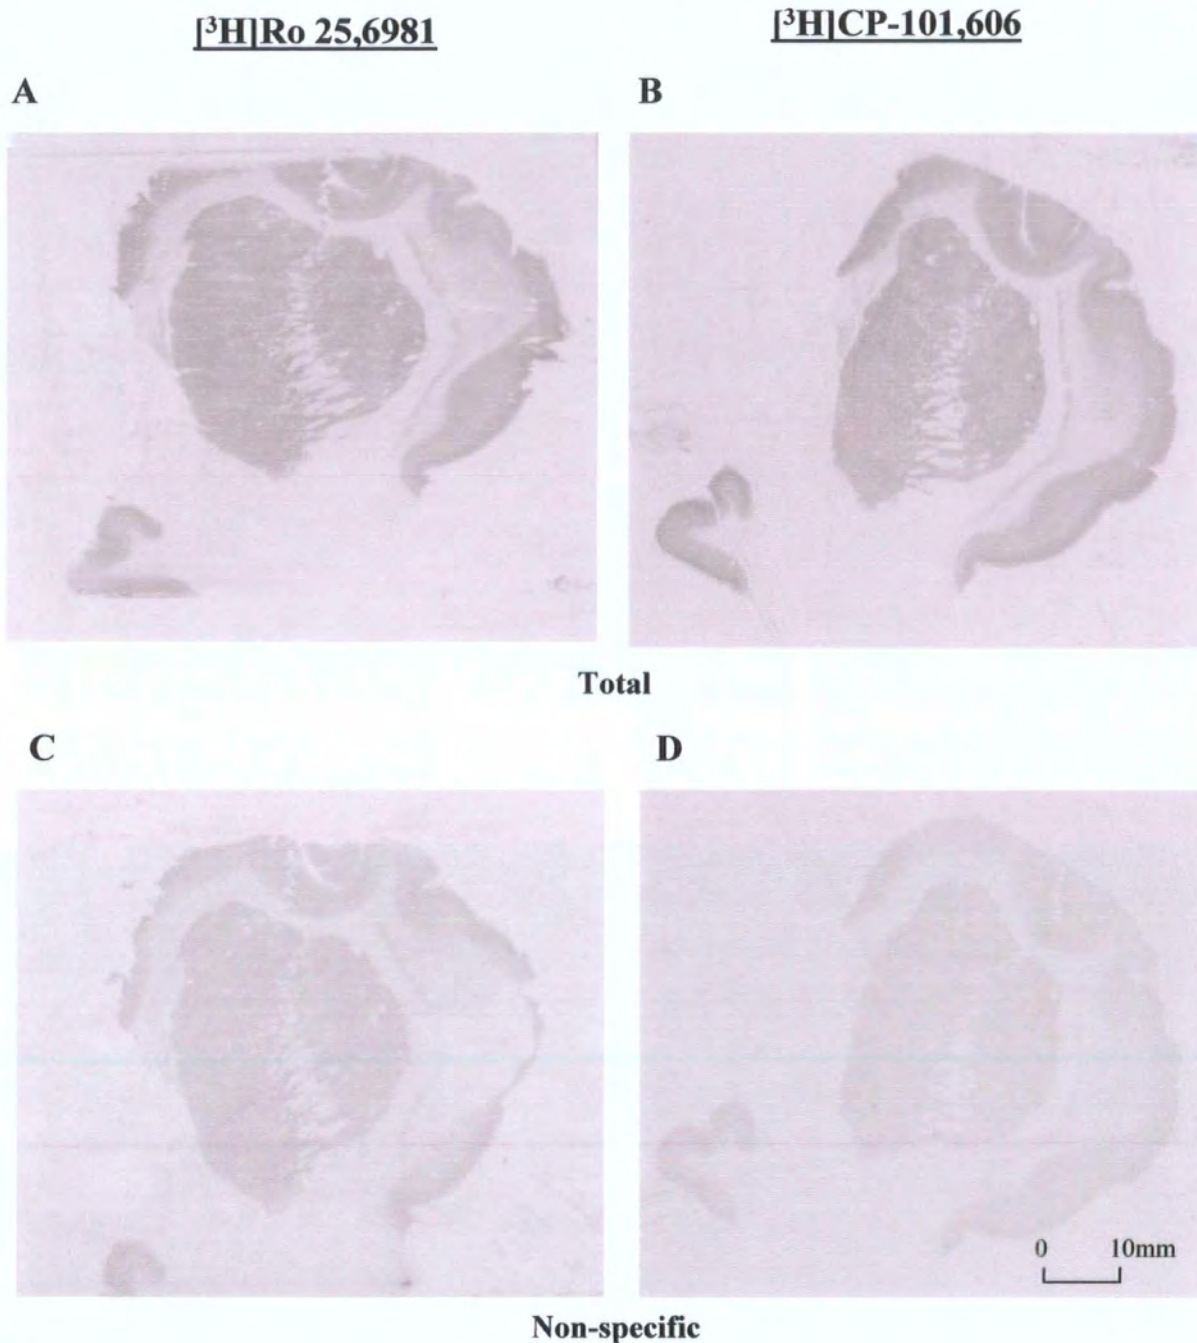 [³H]Ro 25,6981
[³H]CP-101,606
A
B
Total
C
D
0 10mm
Non-specific